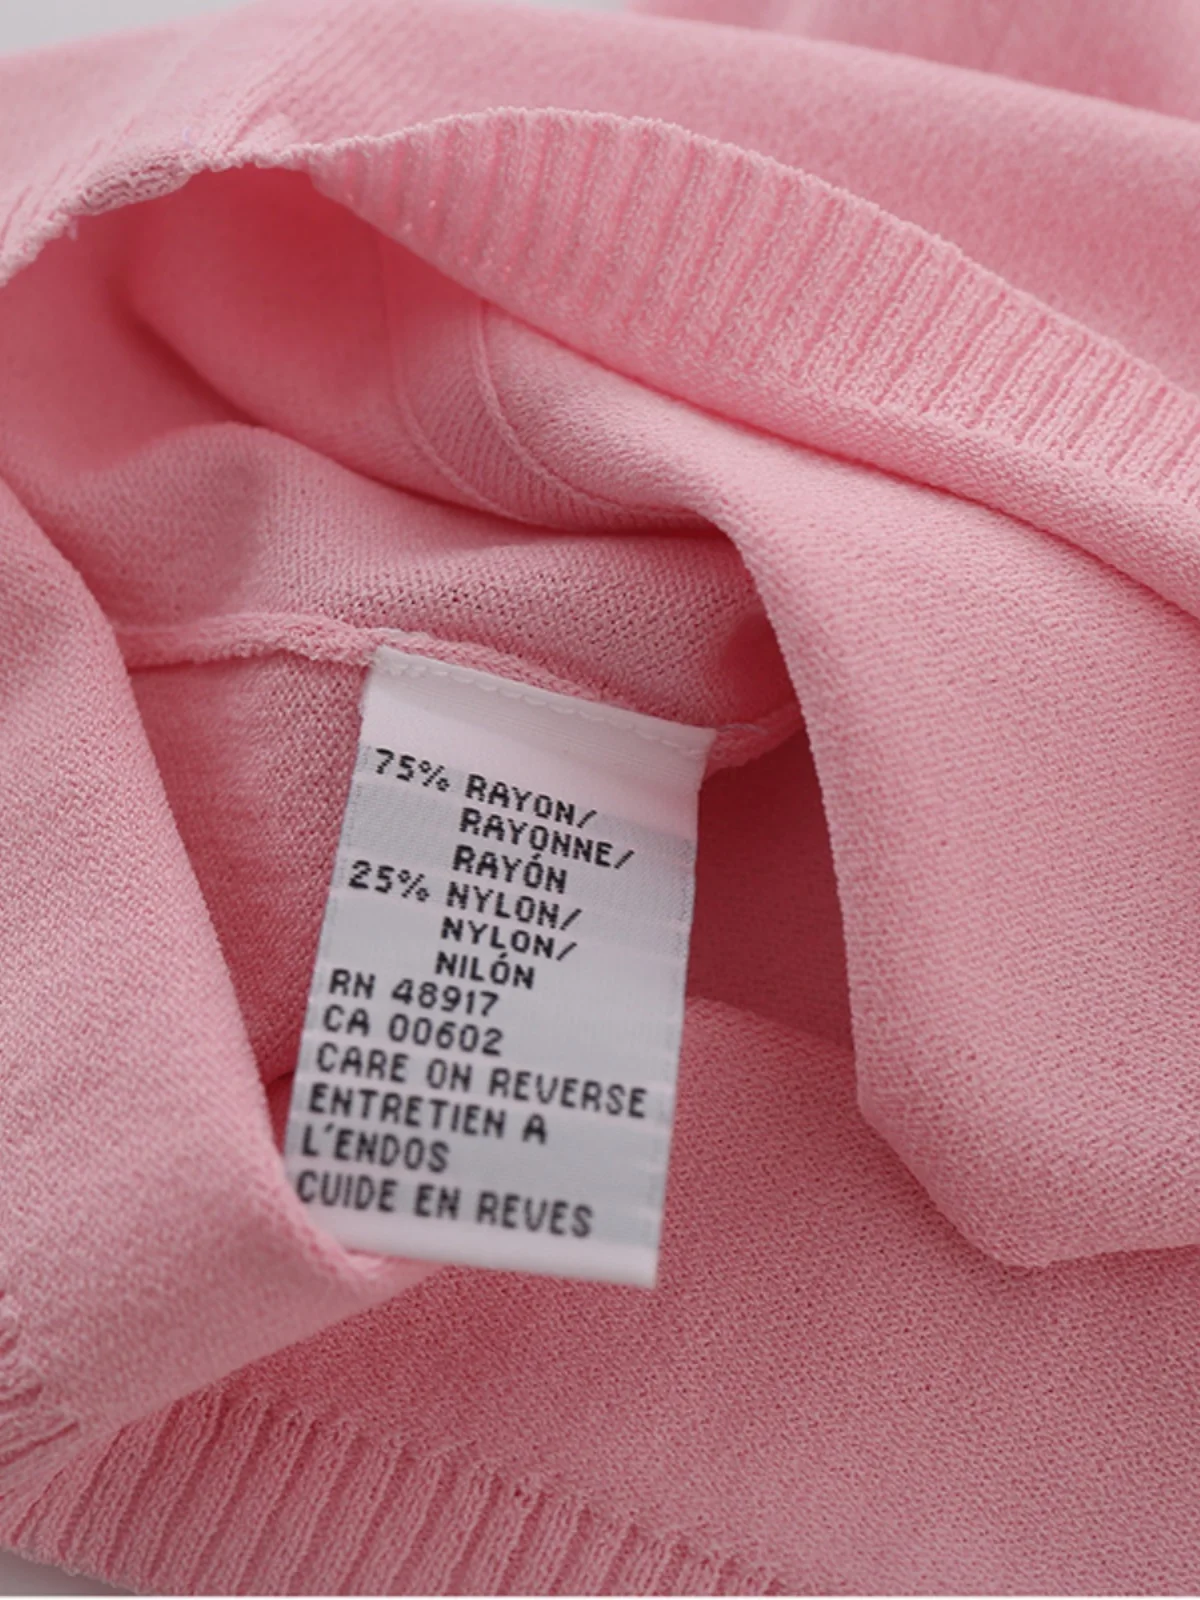 75% RAYON/
RAYONNE/
RAYÓN
25% NYLON/
NYLON/
NILÓN
RN 48917
CA 00602
CARE ON REVERSE
ENTRETIEN A
L'ENDOS
CUIDE EN REVES